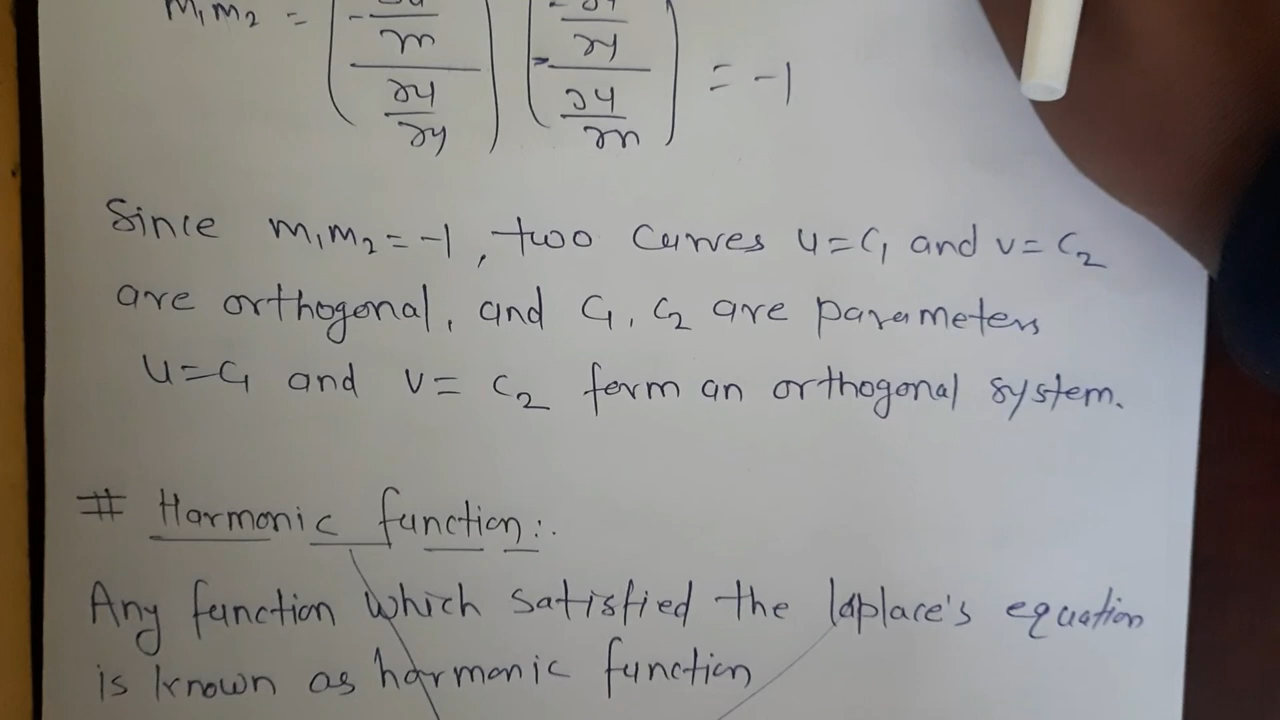 m₁m₂ = ( / ∂u/∂y ) ( / ∂u/∂x ) = -1
Since m₁m₂ = -1, two curves u=c₁ and v=c₂
are orthogonal, and c₁, c₂ are parameters
u=c₁ and v= c₂ form an orthogonal system.
# Harmonic function:.
Any function which satisfied the laplace's equation
is known as harmonic function